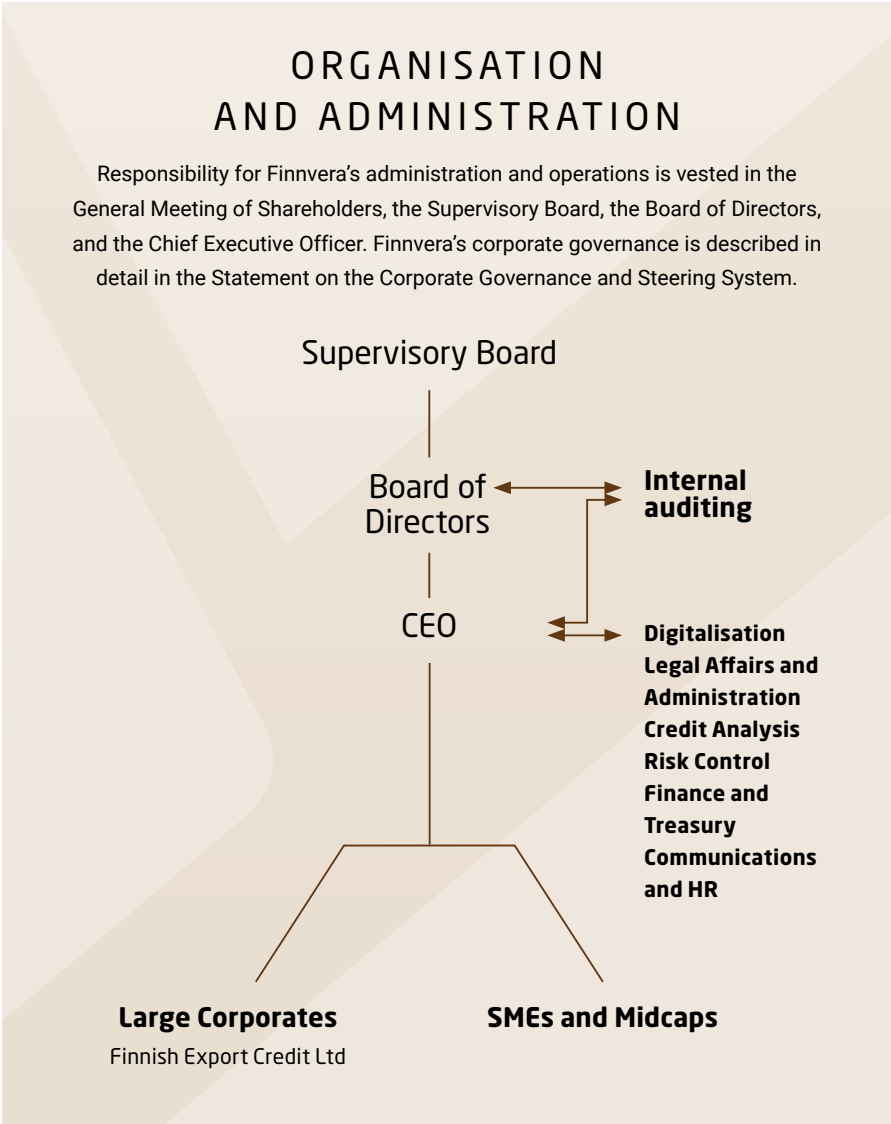 ORGANISATION
AND ADMINISTRATION
Responsibility for Finnvera’s administration and operations is vested in the
General Meeting of Shareholders, the Supervisory Board, the Board of Directors,
and the Chief Executive Officer. Finnvera’s corporate governance is described in
detail in the Statement on the Corporate Governance and Steering System.
Supervisory Board
Board of
Directors
Internal
auditing
CEO
Digitalisation
Legal Affairs and
Administration
Credit Analysis
Risk Control
Finance and
Treasury
Communications
and HR
Large Corporates
Finnish Export Credit Ltd
SMEs and Midcaps